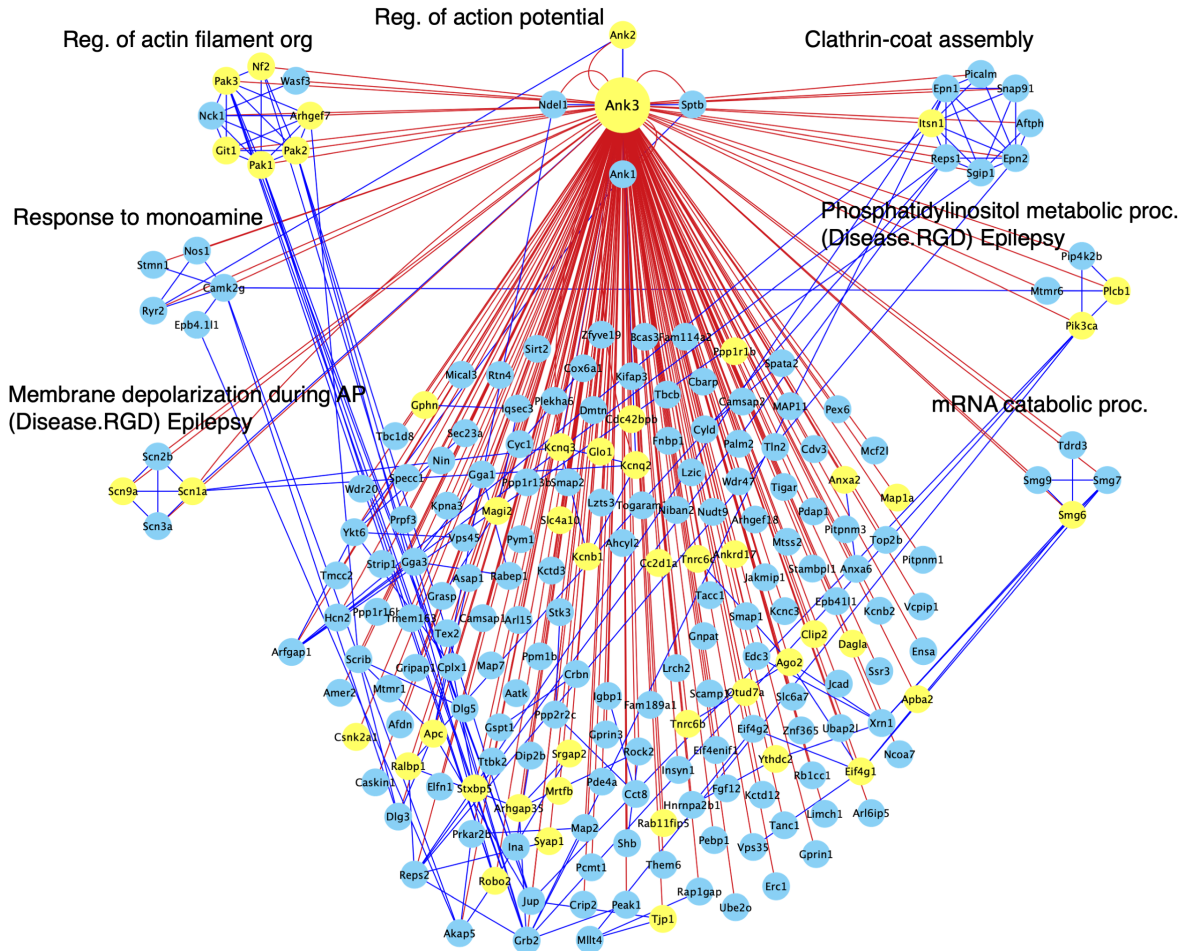 Reg. of action potential
Reg. of actin filament org
Clathrin-coat assembly
Ank2
Nf2
Pak3
Wasf3
Nck1
Arhgef7
Git1
Pak2
Pak1
Ndel1
Ank3
Sptb
Ank1
Picalm
Epn1
Snap91
Itsn1
Aftph
Reps1
Epn2
Sgip1
Response to monoamine
Nos1
Stmn1
Camk2g
Ryr2
Epb4.1l1
Phosphatidylinositol metabolic proc.
(Disease.RGD) Epilepsy
Pip4k2b
Mtmr6
Plcb1
Pik3ca
Membrane depolarization during AP
(Disease.RGD) Epilepsy
Scn2b
Scn9a
Scn1a
Scn3a
mRNA catabolic proc.
Tdrd3
Smg9
Smg7
Smg6
Zfyve19
Bcas3
Fam114a2
Sirt2
Ppp1r1b
Mical3
Rtn4
Cox6a1
Kifap3
Cbarp
Spata2
Gphn
Iqsec3
Plekha6
Dmtn
Tbcb
Camsap2
MAP11
Pex6
Cdc42bpb
Tbc1d8
Sec23a
Cyc1
Kcnq3
Glo1
Kcnq2
Fnbp1
Cyld
Palm2
Tln2
Cdv3
Mcf2l
Nin
Specc1
Gga1
Ppp1r13b
Smap2
Lzic
Wdr47
Tigar
Anxa2
Map1a
Wdr20
Kpna3
Magi2
Lzts3
Togaram
Niban2
Nudt9
Pdap1
Prpf3
Slc4a10
Arhgef18
Pitpnm3
Ykt6
Vps45
Pym1
Ahcyl2
Mtss2
Top2b
Gga3
Strip1
Kcnb1
Cc2d1a
Tnrc6c
Ankrd17
Pitpnm1
Tmcc2
Asap1
Rabep1
Kctd3
Jakmip1
Stambpl1
Anxa6
Grasp
Tacc1
Hcn2
Ppp1r16b
Tmem163
Camsap1
Arl15
Stk3
Smap1
Kcnc3
Epb41l1
Kcnb2
Vcpip1
Tex2
Gnpat
Clip2
Dagla
Arfgap1
Scrib
Gripap1
Cplx1
Map7
Ppm1b
Crbn
Lrch2
Edc3
Ago2
Ensa
Ssr3
Amer2
Mtmr1
Aatk
Igbp1
Scamp1
Otud7a
Slc6a7
Jcad
Apba2
Dlg5
Ppp2r2c
Fam189a1
Afdn
Gspt1
Tnrc6b
Xrn1
Csnk2a1
Apc
Gprin3
Eif4g2
Znf365
Ubap2l
Ttbk2
Dip2b
Srgap2
Rock2
Eif4enif1
Ncoa7
Ralbp1
Insyn1
Ythdc2
Eif4g1
Caskin1
Elfn1
Stxbp5
Pde4a
Rb1cc1
Mrtfb
Cct8
Fgf12
Kctd12
Dlg3
Arhgap35
Hnrnpa2b1
Limch1
Arl6ip5
Prkar2b
Map2
Rab11fip5
Tanc1
Ina
Syap1
Shb
Pebp1
Vps35
Gprin1
Reps2
Robo2
Pcmt1
Them6
Rap1gap
Erc1
Jup
Crip2
Peak1
Ube2o
Akap5
Tjp1
Grb2
Mllt4